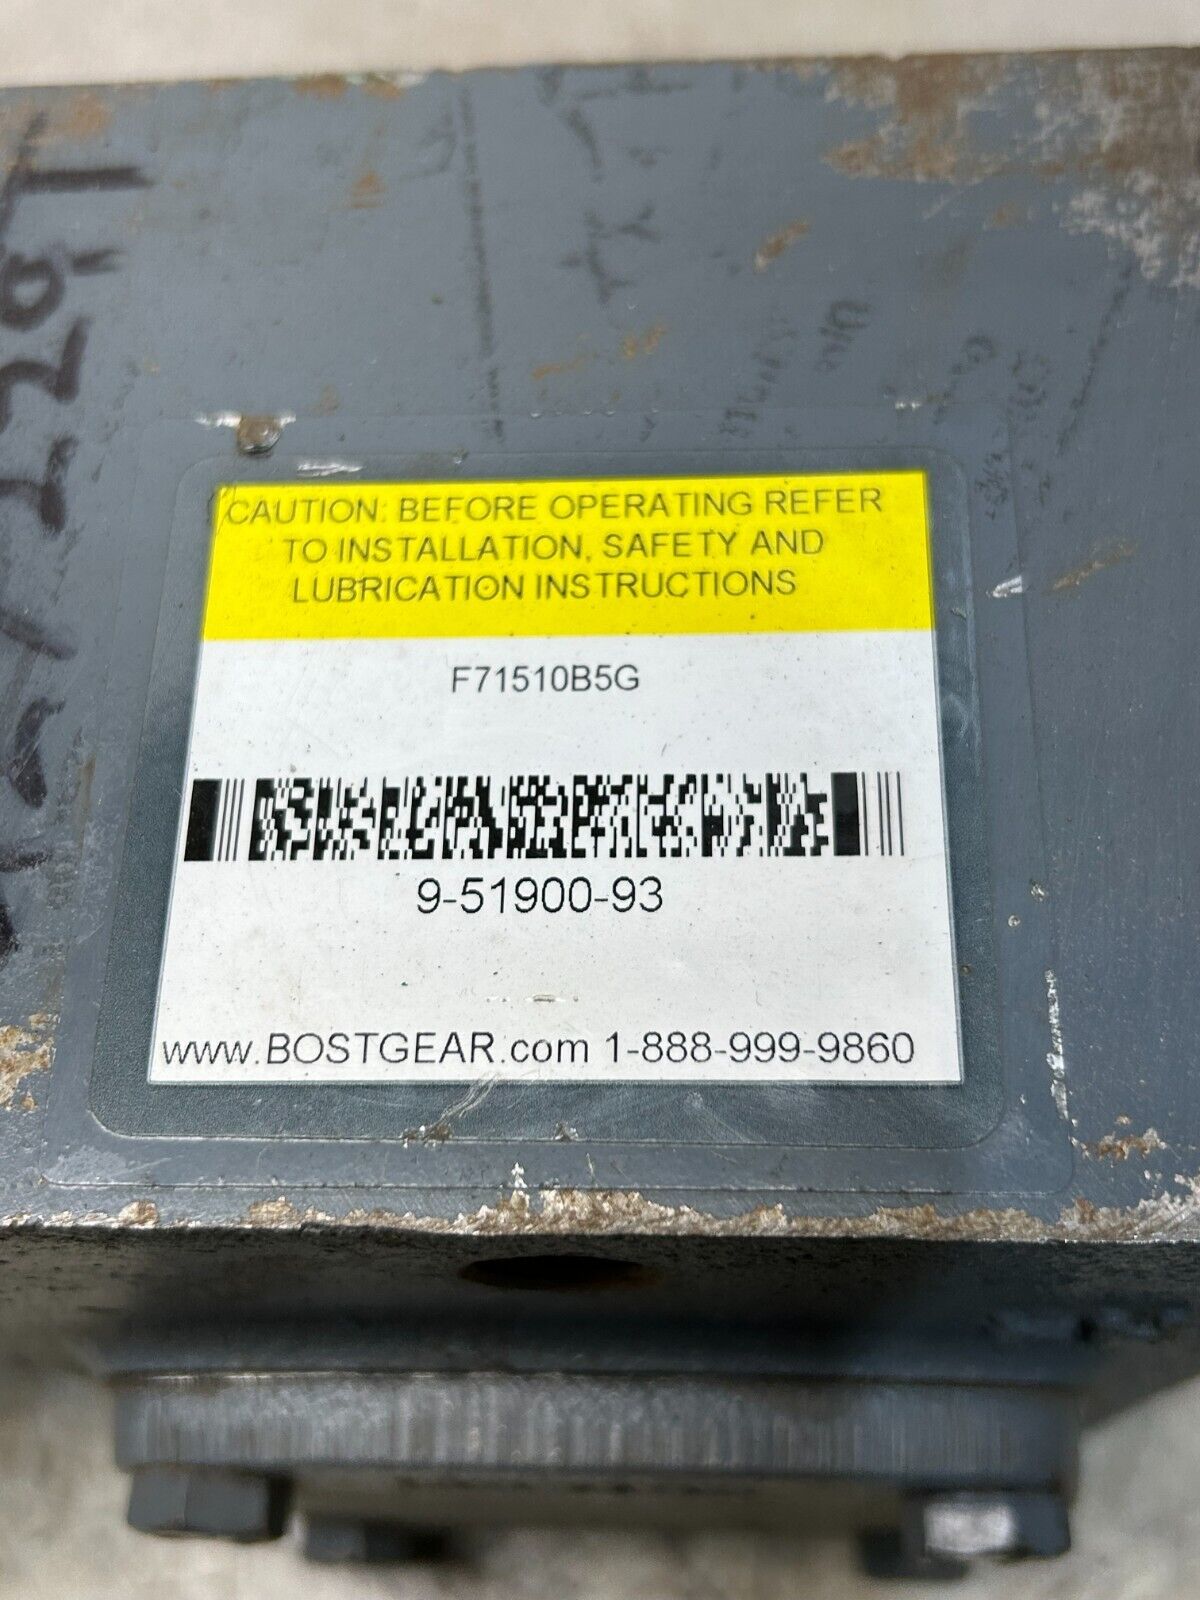 CAUTION: BEFORE OPERATING REFER
TO INSTALLATION, SAFETY AND
LUBRICATION INSTRUCTIONS
F71510B5G
9-51900-93
www.BOSTGEAR.com 1-888-999-9860